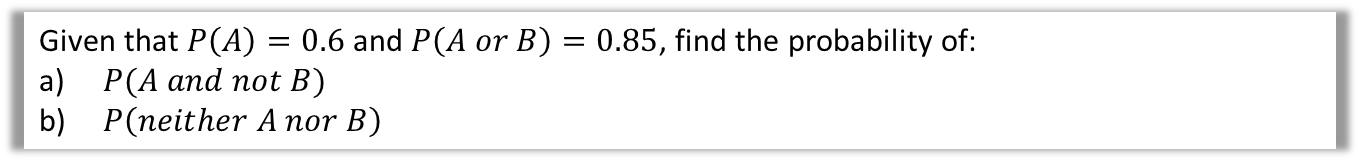 Given that P(A) = 0.6 and P(A or B) = 0.85, find the probability of:
a) P(A and not B)
b) P(neither A nor B)